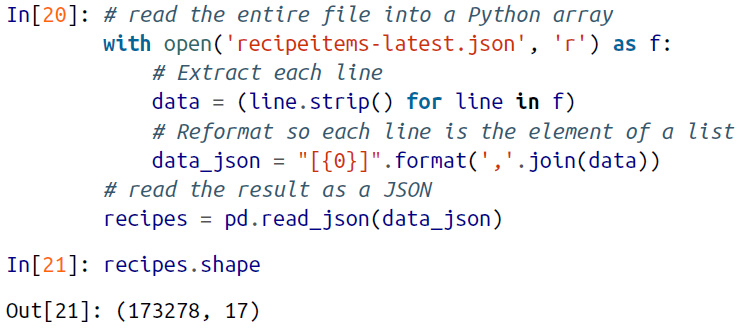 In[20]: # read the entire file into a Python array
with open('recipeitems-latest.json', 'r') as f:
# Extract each line
data = (line.strip() for line in f)
# Reformat so each line is the element of a list
data_json = "[{0}]".format(','.join(data))
# read the result as a JSON
recipes = pd.read_json(data_json)
In[21]: recipes.shape
Out[21]: (173278, 17)